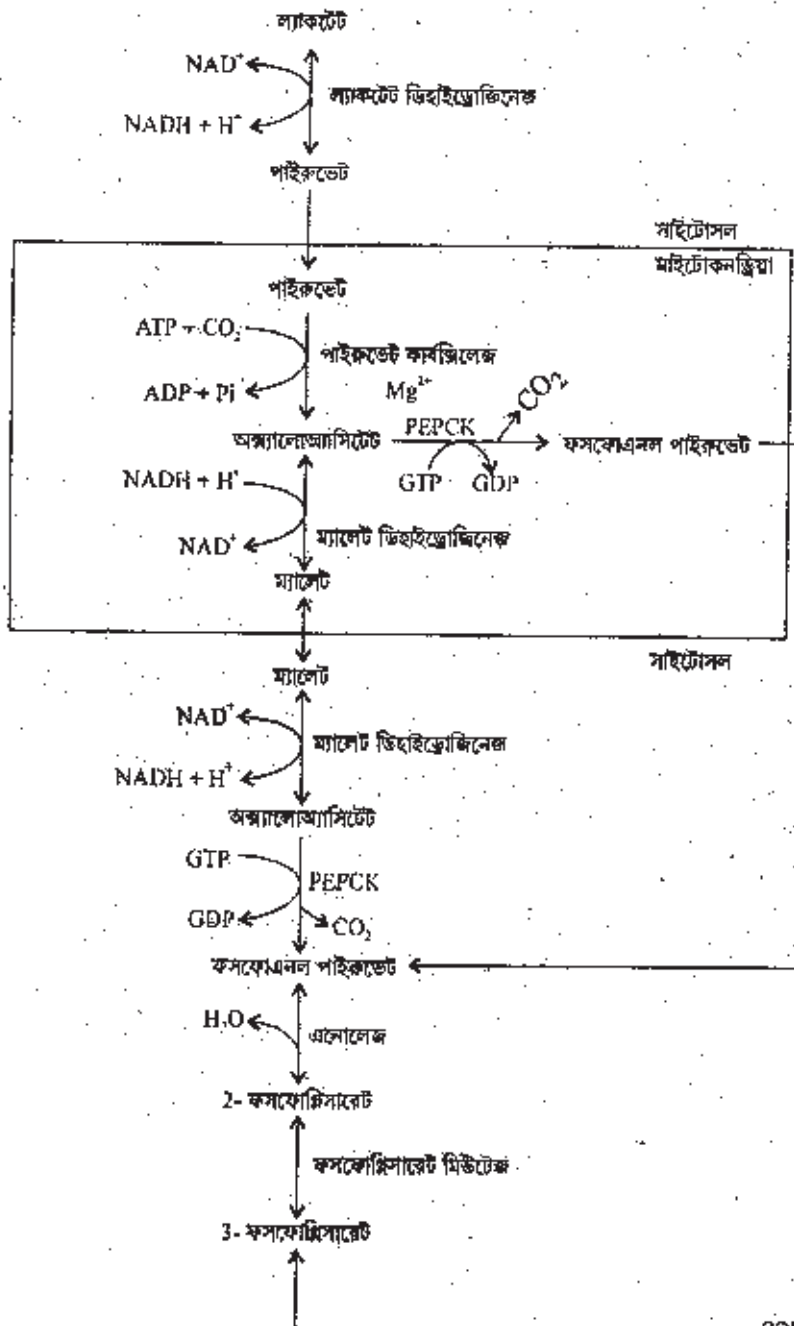 ল্যাকটেট
NAD⁺
ল্যাকটেট ডিহাইড্রোজিনেজ
NADH + H⁺
পাইরুভেট
সাইটোসল
মাইটোকনড্রিয়া
পাইরুভেট
ATP + CO₂
পাইরুভেট কার্বক্সিলেজ
ADP + Pi
Mg²⁺
CO₂
অক্স্যালোঅ্যাসিটেট
PEPCK
ফসফোএনল পাইরুভেট
GTP GDP
NADH + H⁺
NAD⁺
ম্যালেট ডিহাইড্রোজিনেজ
ম্যালেট
সাইটোসল
ম্যালেট
NAD⁺
ম্যালেট ডিহাইড্রোজিনেজ
NADH + H⁺
অক্স্যালোঅ্যাসিটেট
GTP
PEPCK
GDP
CO₂
ফসফোএনল পাইরুভেট
H₂O
এনোলেজ
2- ফসফোগ্লিসারেট
ফসফোগ্লিসারেট মিউটেজ
3- ফসফোগ্লিসারেট